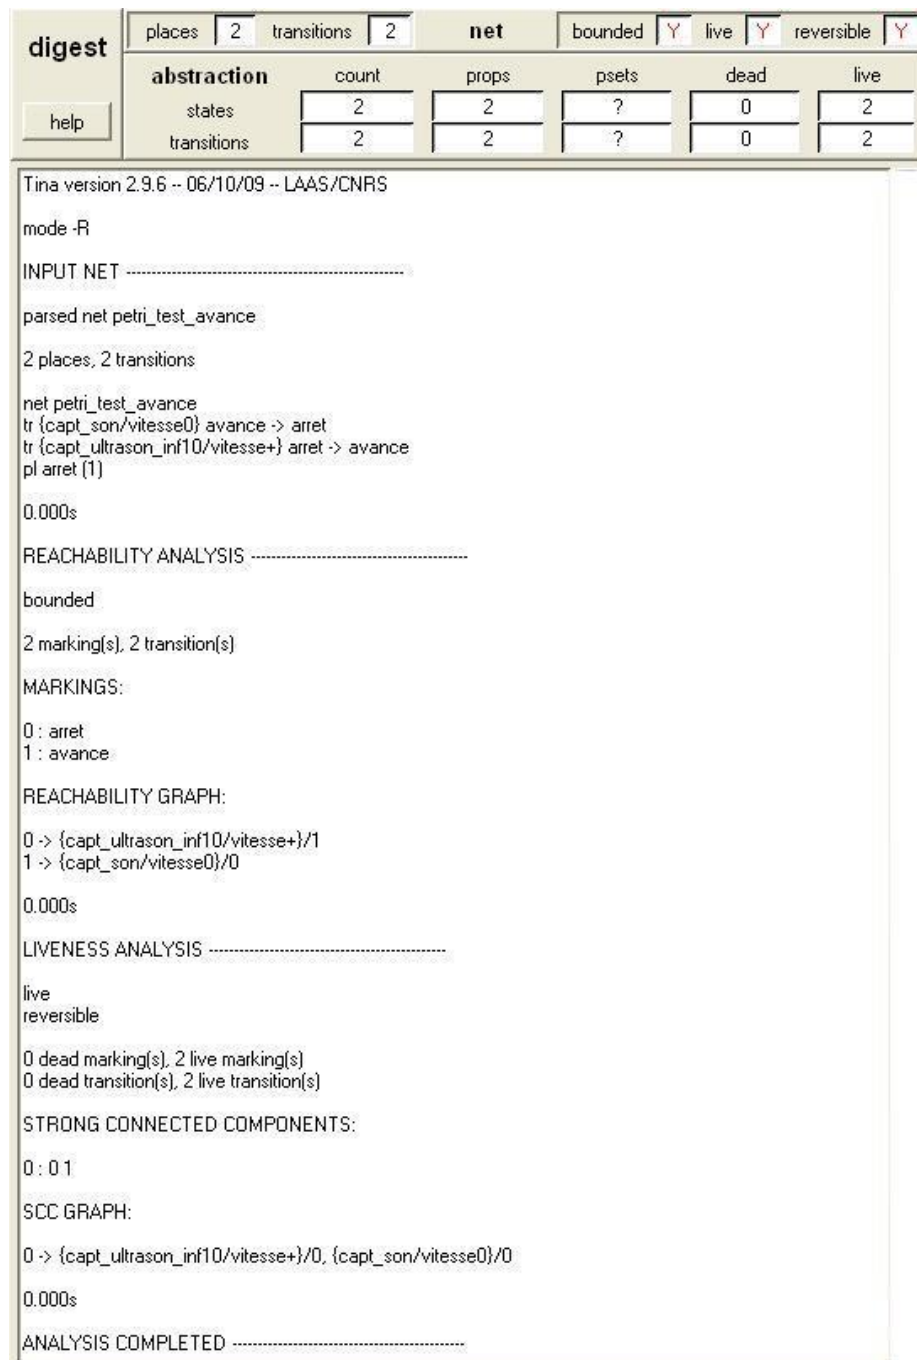 digest places 2 transitions 2 net bounded Y live Y reversible Y
abstraction count props psets dead live
help states 2 2 ? 0 2
transitions 2 2 ? 0 2
Tina version 2.9.6 -- 06/10/09 -- LAAS/CNRS
mode -R
INPUT NET -------------------------------------------------------
parsed net petri_test_avance
2 places, 2 transitions
net petri_test_avance
tr {capt_son/vitesse0} avance -> arret
tr {capt_ultrason_inf10/vitesse+} arret -> avance
pl arret (1)
0.000s
REACHABILITY ANALYSIS -------------------------------------------
bounded
2 marking(s), 2 transition(s)
MARKINGS:
0 : arret
1 : avance
REACHABILITY GRAPH:
0 -> {capt_ultrason_inf10/vitesse+}/1
1 -> {capt_son/vitesse0}/0
0.000s
LIVENESS ANALYSIS -----------------------------------------------
live
reversible
0 dead marking(s), 2 live marking(s)
0 dead transition(s), 2 live transition(s)
STRONG CONNECTED COMPONENTS:
0 : 0 1
SCC GRAPH:
0 -> {capt_ultrason_inf10/vitesse+}/0, {capt_son/vitesse0}/0
0.000s
ANALYSIS COMPLETED ----------------------------------------------